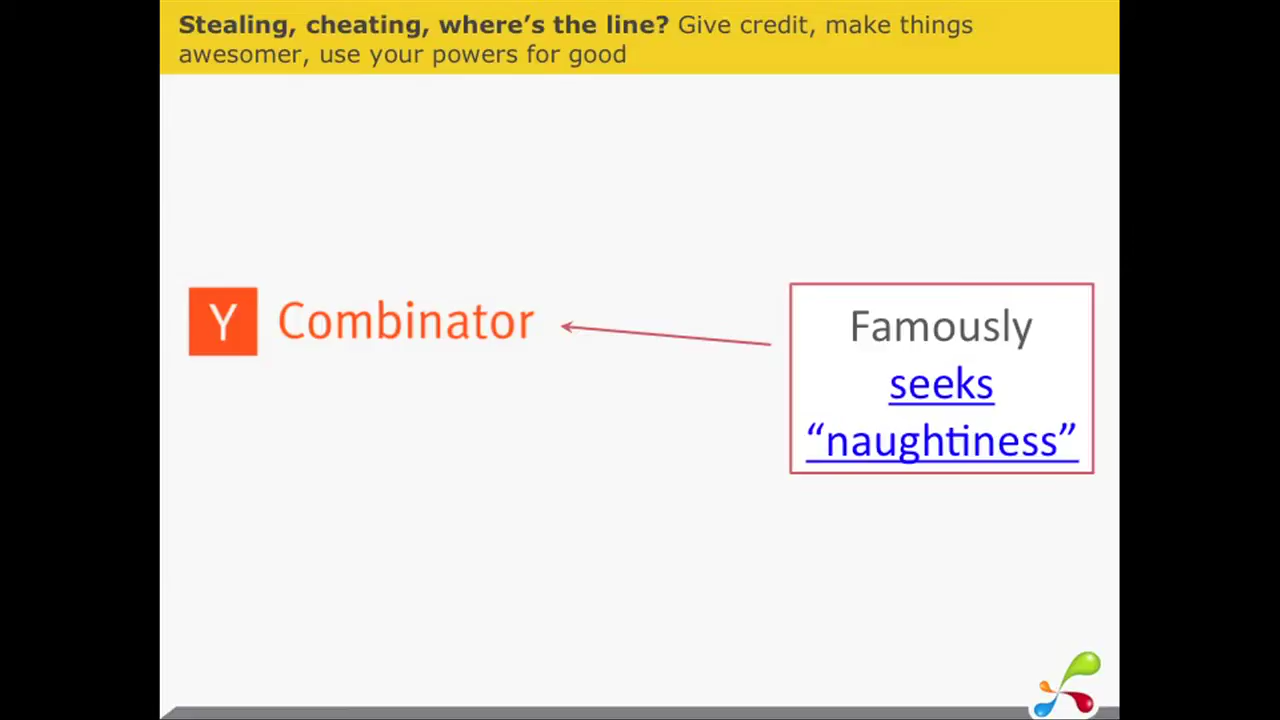 Stealing, cheating, where’s the line? Give credit, make things
awesomer, use your powers for good
Y Combinator
Famously
seeks
“naughtiness”